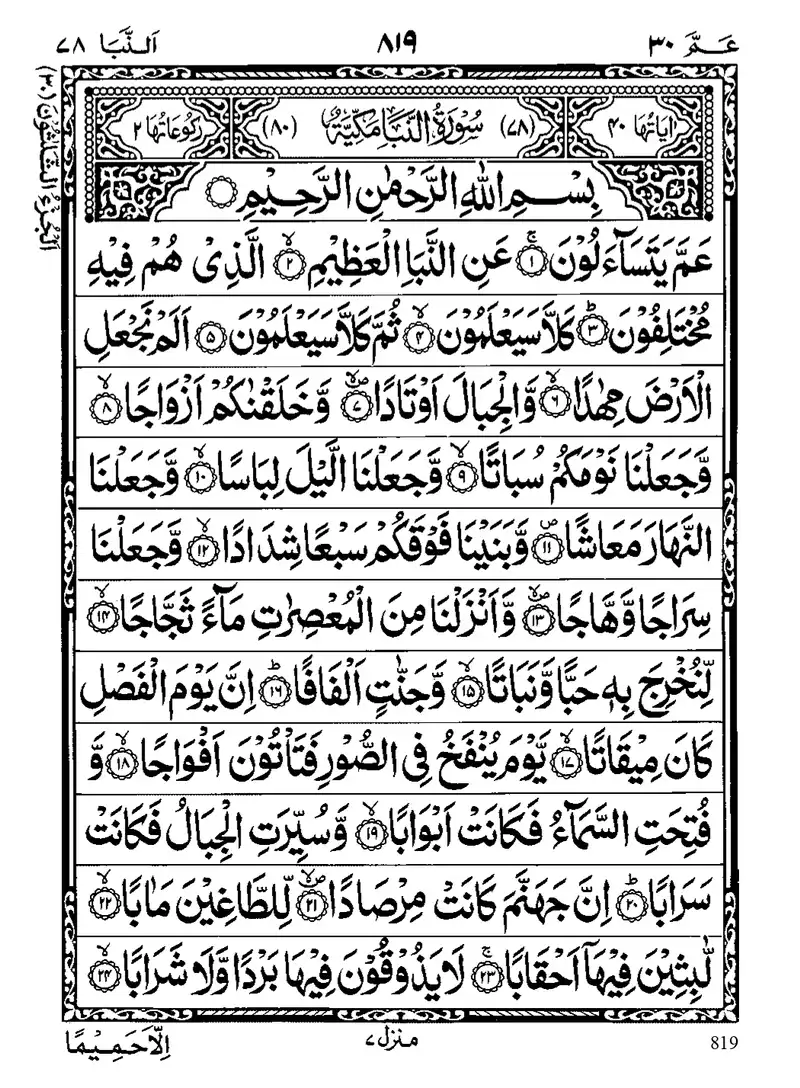 عَـمَّ ٣٠
٨١٩
اَلنَّبَا ٧٨
اَلْجُزْءُ الثَّلَاثُوْنَ (٣٠)
اٰيَاتُهَا ٤٠
(٧٨) سُوْرَةُ النَّبَاِ مَكِّيَّةٌ (٨٠)
رُكُوْعَاتُهَا ٢
بِسْمِ اللّٰهِ الرَّحْمٰنِ الرَّحِيْمِ
عَمَّ يَتَسَآءَلُوْنَ ۚ﴿١﴾ عَنِ النَّبَاِ الْعَظِيْمِ ۙ﴿٢﴾ الَّذِيْ هُمْ فِيْهِ
مُخْتَلِفُوْنَ ؕ﴿٣﴾ كَلَّا سَيَعْلَمُوْنَ ۙ﴿٤﴾ ثُمَّ كَلَّا سَيَعْلَمُوْنَ ﴿٥﴾ اَلَمْ نَجْعَلِ
الْاَرْضَ مِهٰدًا ۙ﴿٦﴾ وَّالْجِبَالَ اَوْتَادًا ۪ۙ﴿٧﴾ وَّخَلَقْنٰكُمْ اَزْوَاجًا ۙ﴿٨﴾
وَّجَعَلْنَا نَوْمَكُمْ سُبَاتًا ۙ﴿٩﴾ وَّجَعَلْنَا الَّيْلَ لِبَاسًا ۙ﴿١٠﴾ وَّجَعَلْنَا
النَّهَارَ مَعَاشًا ۪﴿١١﴾ وَّبَنَيْنَا فَوْقَكُمْ سَبْعًا شِدَادًا ۙ﴿١٢﴾ وَّجَعَلْنَا
سِرَاجًا وَّهَّاجًا ۪ۙ﴿١٣﴾ وَّاَنْزَلْنَا مِنَ الْمُعْصِرٰتِ مَآءً ثَجَّاجًا ۙ﴿١٤﴾
لِّنُخْرِجَ بِهٖ حَبًّا وَّنَبَاتًا ۙ﴿١٥﴾ وَّجَنّٰتٍ اَلْفَافًا ؕ﴿١٦﴾ اِنَّ يَوْمَ الْفَصْلِ
كَانَ مِيْقَاتًا ۙ﴿١٧﴾ يَّوْمَ يُنْفَخُ فِى الصُّوْرِ فَتَاْتُوْنَ اَفْوَاجًا ۙ﴿١٨﴾ وَّ
فُتِحَتِ السَّمَآءُ فَكَانَتْ اَبْوَابًا ۙ﴿١٩﴾ وَّسُيِّرَتِ الْجِبَالُ فَكَانَتْ
سَرَابًا ؕ﴿٢٠﴾ اِنَّ جَهَنَّمَ كَانَتْ مِرْصَادًا ۪ۙ﴿٢١﴾ لِّلطَّاغِيْنَ مَاٰبًا ۙ﴿٢٢﴾
لّٰبِثِيْنَ فِيْهَآ اَحْقَابًا ۚ﴿٢٣﴾ لَا يَذُوْقُوْنَ فِيْهَا بَرْدًا وَّلَا شَرَابًا ۙ﴿٢٤﴾
منزل ٧
اِلَّا حَمِيْمًا
819